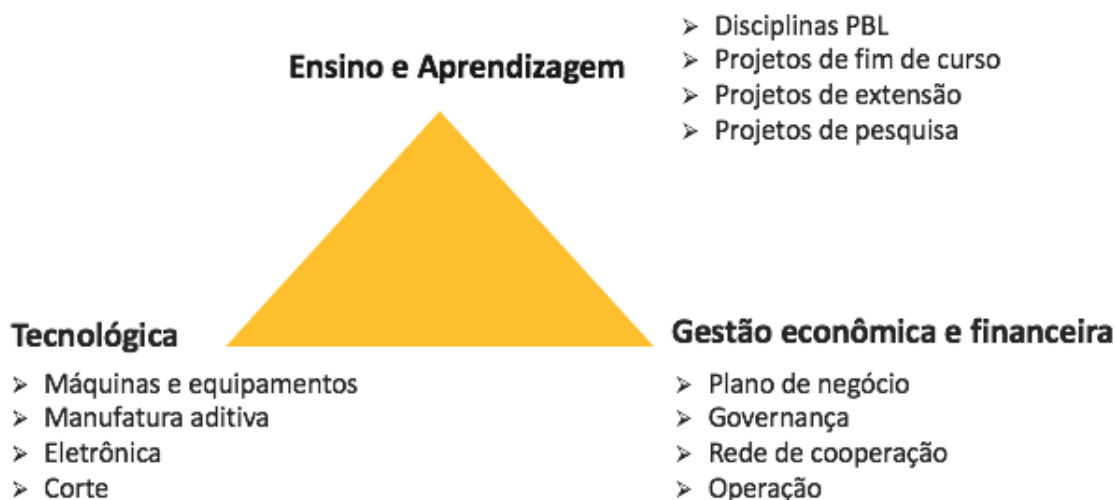 Ensino e Aprendizagem
➢ Disciplinas PBL
➢ Projetos de fim de curso
➢ Projetos de extensão
➢ Projetos de pesquisa
Tecnológica
➢ Máquinas e equipamentos
➢ Manufatura aditiva
➢ Eletrônica
➢ Corte
Gestão econômica e financeira
➢ Plano de negócio
➢ Governança
➢ Rede de cooperação
➢ Operação